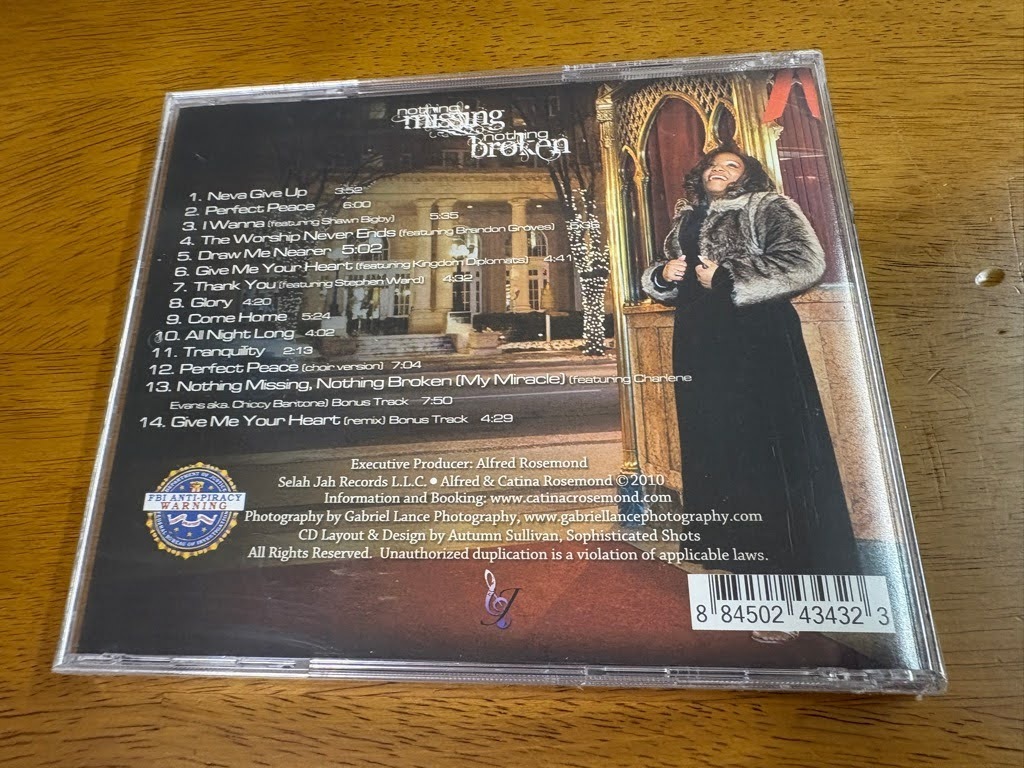 nothing
missing
nothing
broken
1. Neva Give Up 3:52
2. Perfect Peace 6:00
3. I Wanna (featuring Shawn Bigby) 5:35
4. The Worship Never Ends (featuring Brandon Groves)
5. Draw Me Nearer 5:02
6. Give Me Your Heart (featuring Kingdom Diplomats) 4:41
7. Thank You (featuring Stephen Ward) 4:32
8. Glory 4:20
9. Come Home 5:24
10. All Night Long 4:02
11. Tranquility 2:13
12. Perfect Peace (choir version) 7:04
13. Nothing Missing, Nothing Broken (My Miracle) (featuring Charlene
Evans aka. Chiccy Baritone) Bonus Track 7:50
14. Give Me Your Heart (remix) Bonus Track 4:29
FBI ANTI-PIRACY
WARNING
Executive Producer: Alfred Rosemond
Selah Jah Records L.L.C. • Alfred & Catina Rosemond ©2010
Information and Booking: www.catinacrosemond.com
Photography by Gabriel Lance Photography, www.gabriellancephotography.com
CD Layout & Design by Autumn Sullivan, Sophisticated Shots
All Rights Reserved. Unauthorized duplication is a violation of applicable laws.
8 84502 43432 3